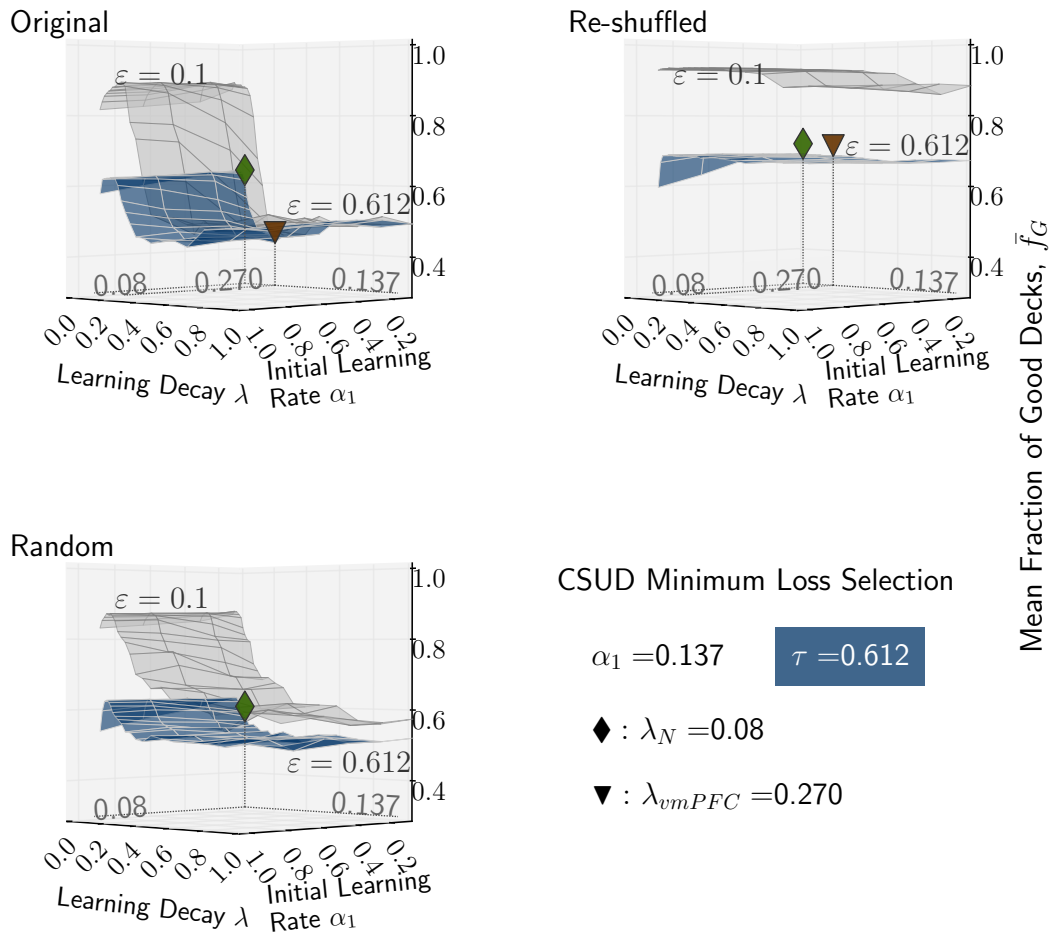 Original
ε = 0.1
1.0
0.8
0.6
0.4
ε = 0.612
0.08
0.270
0.137
0.0
0.2
0.4
0.6
0.8
1.0
1.0
0.8
0.6
0.4
0.2
Learning Decay λ
Initial Learning
Rate α₁
Re-shuffled
ε = 0.1
1.0
0.8
0.6
0.4
ε = 0.612
0.08
0.270
0.137
0.0
0.2
0.4
0.6
0.8
1.0
1.0
0.8
0.6
0.4
0.2
Learning Decay λ
Initial Learning
Rate α₁
Mean Fraction of Good Decks, f̄_G
Random
ε = 0.1
1.0
0.8
0.6
0.4
ε = 0.612
0.08
0.137
0.0
0.2
0.4
0.6
0.8
1.0
1.0
0.8
0.6
0.4
0.2
Learning Decay λ
Initial Learning
Rate α₁
CSUD Minimum Loss Selection
α₁ =0.137
τ =0.612
♦ : λ_N =0.08
▼ : λ_vmPFC =0.270